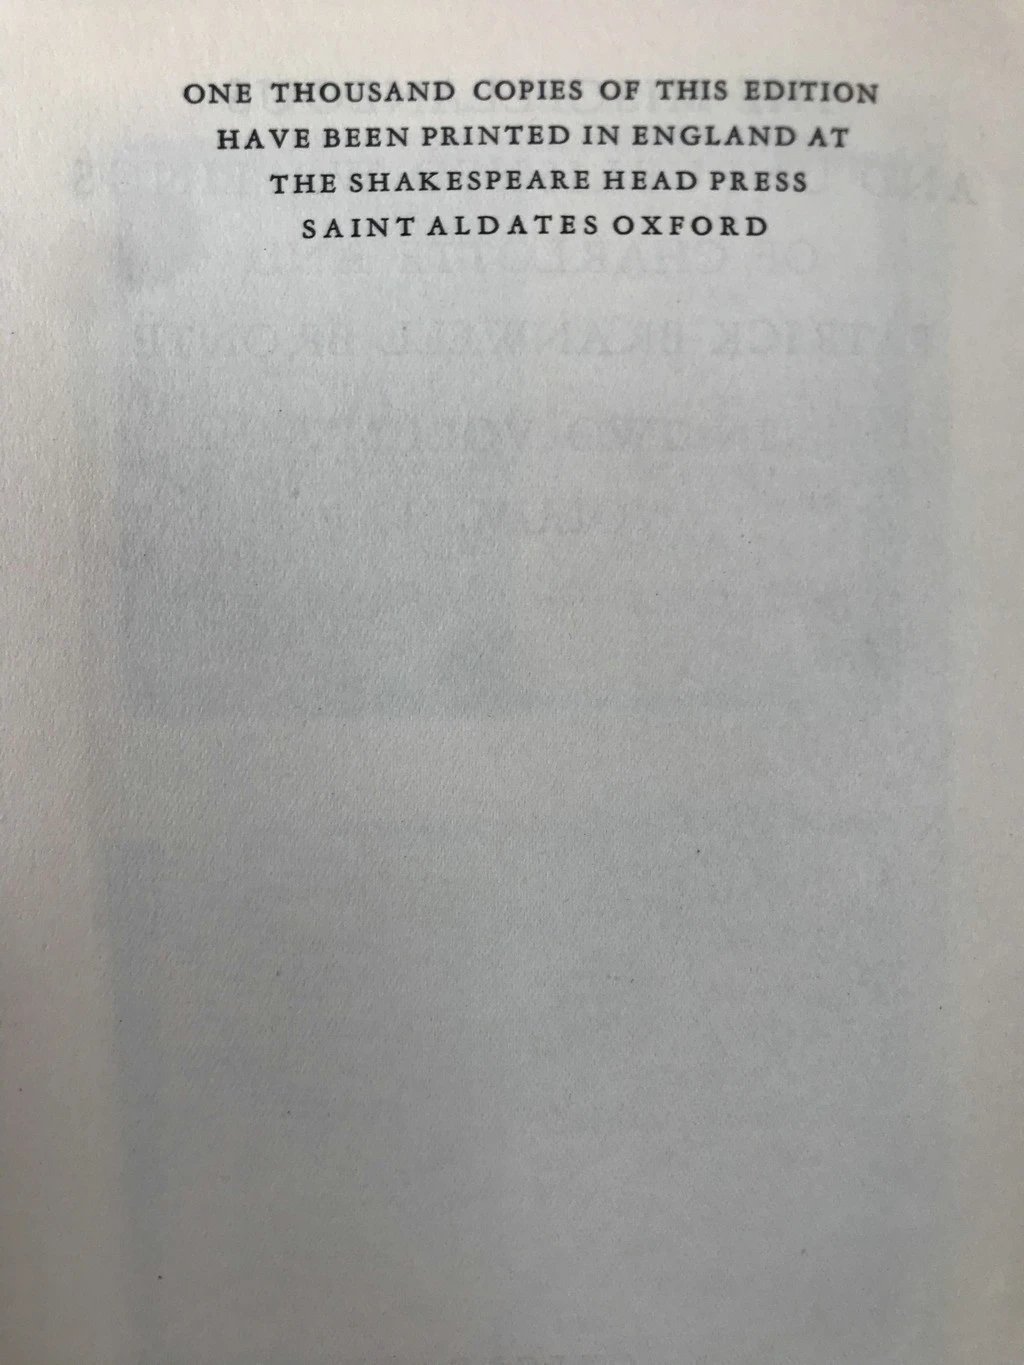 ONE THOUSAND COPIES OF THIS EDITION
HAVE BEEN PRINTED IN ENGLAND AT
THE SHAKESPEARE HEAD PRESS
SAINT ALDATES OXFORD